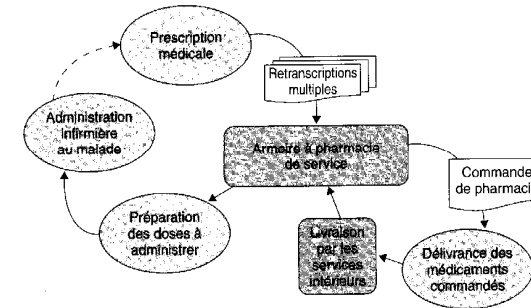 Prescription
médicale
Retranscriptions
multiples
Administration
infirmière
au malade
Armoire à pharmacie
de service
Commande
de pharmaci
Préparation
des doses à
administrer
Livraison
par les
services
intérieurs
Délivrance des
médicaments
commandés